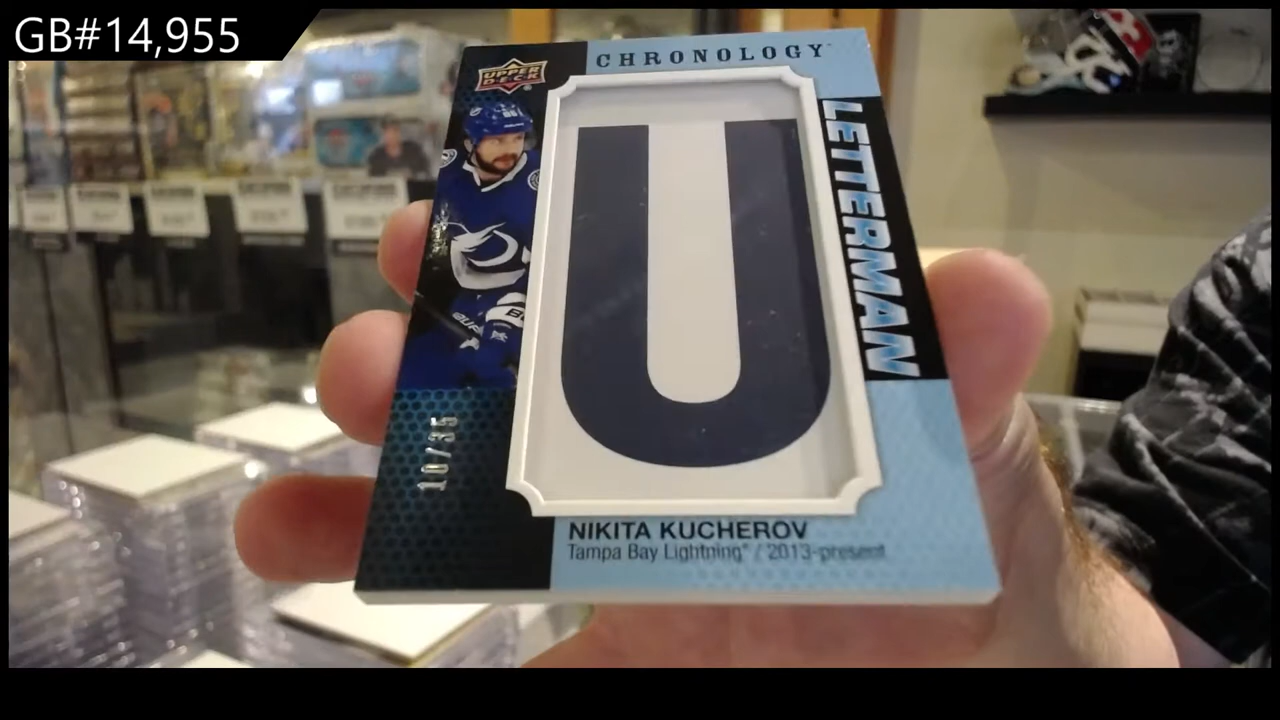 GB#14,955
CHRONOLOGY
UPPER
DECK
LETTERMAN
U
10/35
NIKITA KUCHEROV
Tampa Bay Lightning® / 2013-present